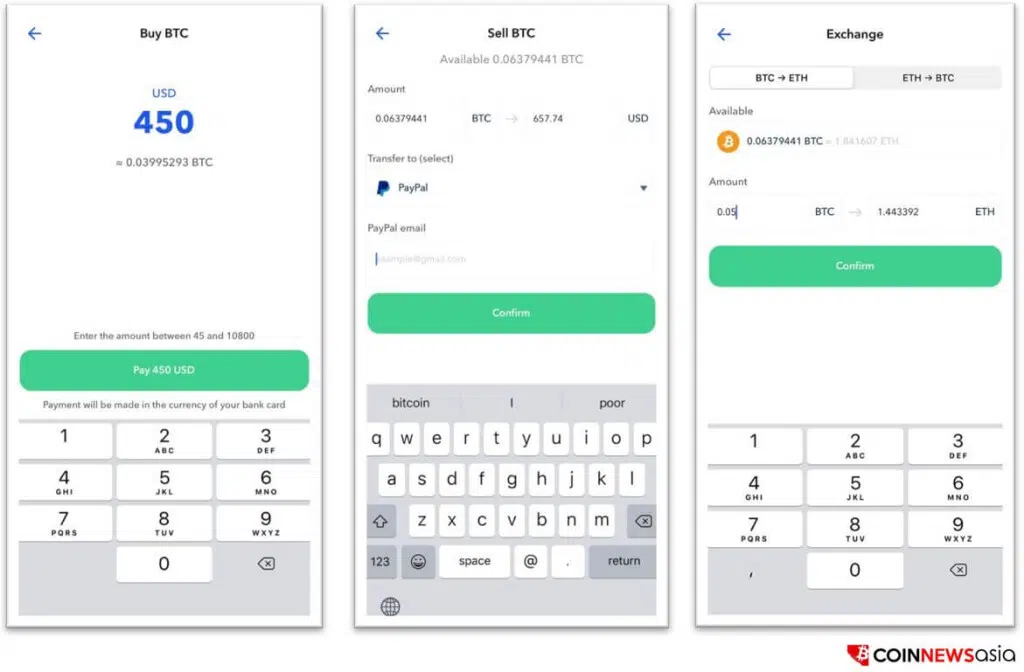 Buy BTC
USD
450
≈ 0.03995293 BTC
Enter the amount between 45 and 10800
Pay 450 USD
Payment will be made in the currency of your bank card
1
2
ABC
3
DEF
4
GHI
5
JKL
6
MNO
7
PQRS
8
TUV
9
WXYZ
0
Sell BTC
Available 0.06379441 BTC
Amount
0.06379441 BTC → 657.74 USD
Transfer to (select)
PayPal
PayPal email
example@gmail.com
Confirm
bitcoin I poor
q w e r t y u i o p
a s d f g h j k l
z x c v b n m
123 space @ . return
Exchange
BTC → ETH ETH → BTC
Available
0.06379441 BTC ≈ 1.841607 ETH
Amount
0.05 BTC → 1.443392 ETH
Confirm
1
2
ABC
3
DEF
4
GHI
5
JKL
6
MNO
7
PQRS
8
TUV
9
WXYZ
, 0
COINNEWSasia